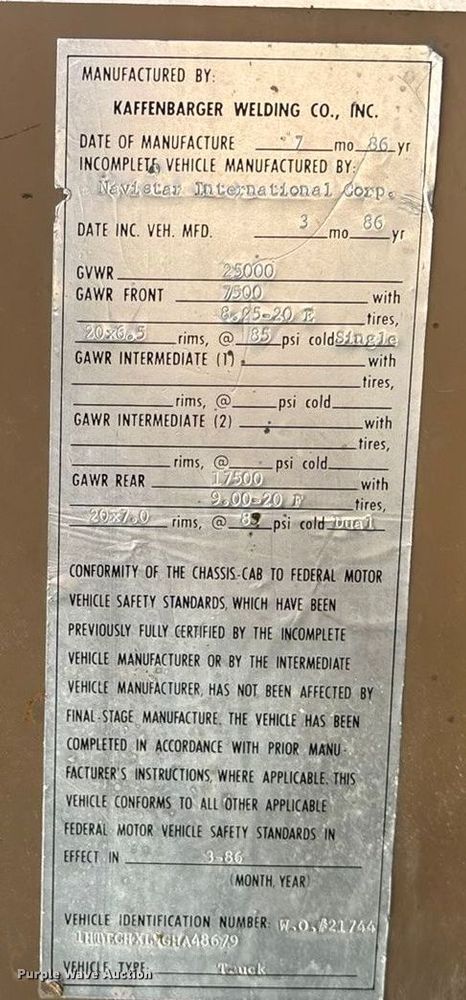 MANUFACTURED BY:
KAFFENBARGER WELDING CO., INC.
DATE OF MANUFACTURE 7 mo 86 yr
INCOMPLETE VEHICLE MANUFACTURED BY:
Navistar International Corp.
DATE INC. VEH. MFD. 3 mo 86 yr
GVWR 25000
GAWR FRONT 7500 with
8.25-20 E tires,
20x6.5 rims, @ 85 psi cold Single
GAWR INTERMEDIATE (1) with
tires,
rims, @ psi cold
GAWR INTERMEDIATE (2) with
tires,
rims, @ psi cold
GAWR REAR 17500 with
9.00-20 F tires,
20x7.0 rims, @ psi cold Dual
CONFORMITY OF THE CHASSIS-CAB TO FEDERAL MOTOR
VEHICLE SAFETY STANDARDS, WHICH HAVE BEEN
PREVIOUSLY FULLY CERTIFIED BY THE INCOMPLETE
VEHICLE MANUFACTURER OR BY THE INTERMEDIATE
VEHICLE MANUFACTURER, HAS NOT BEEN AFFECTED BY
FINAL-STAGE MANUFACTURE. THE VEHICLE HAS BEEN
COMPLETED IN ACCORDANCE WITH PRIOR MANU-
FACTURER'S INSTRUCTIONS, WHERE APPLICABLE. THIS
VEHICLE CONFORMS TO ALL OTHER APPLICABLE
FEDERAL MOTOR VEHICLE SAFETY STANDARDS IN
EFFECT IN 3-86
(MONTH, YEAR)
VEHICLE IDENTIFICATION NUMBER: W.O.#21744
VEHICLE TYPE Truck
Purple Wave Auction